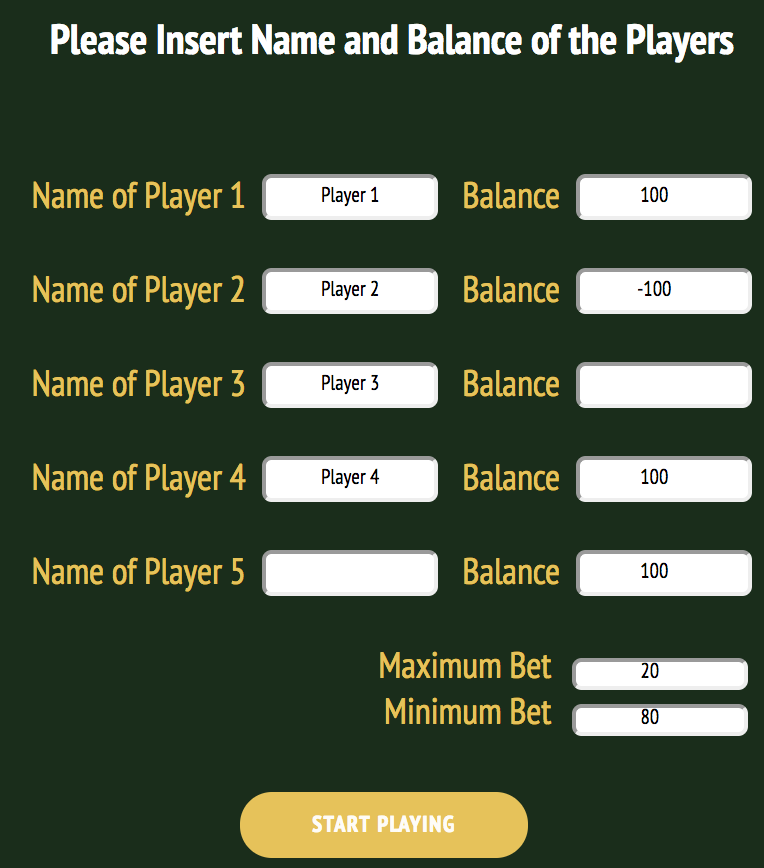 Please Insert Name and Balance of the Players
Name of Player 1 Player 1 Balance 100
Name of Player 2 Player 2 Balance -100
Name of Player 3 Player 3 Balance
Name of Player 4 Player 4 Balance 100
Name of Player 5 Balance 100
Maximum Bet 20
Minimum Bet 80
START PLAYING